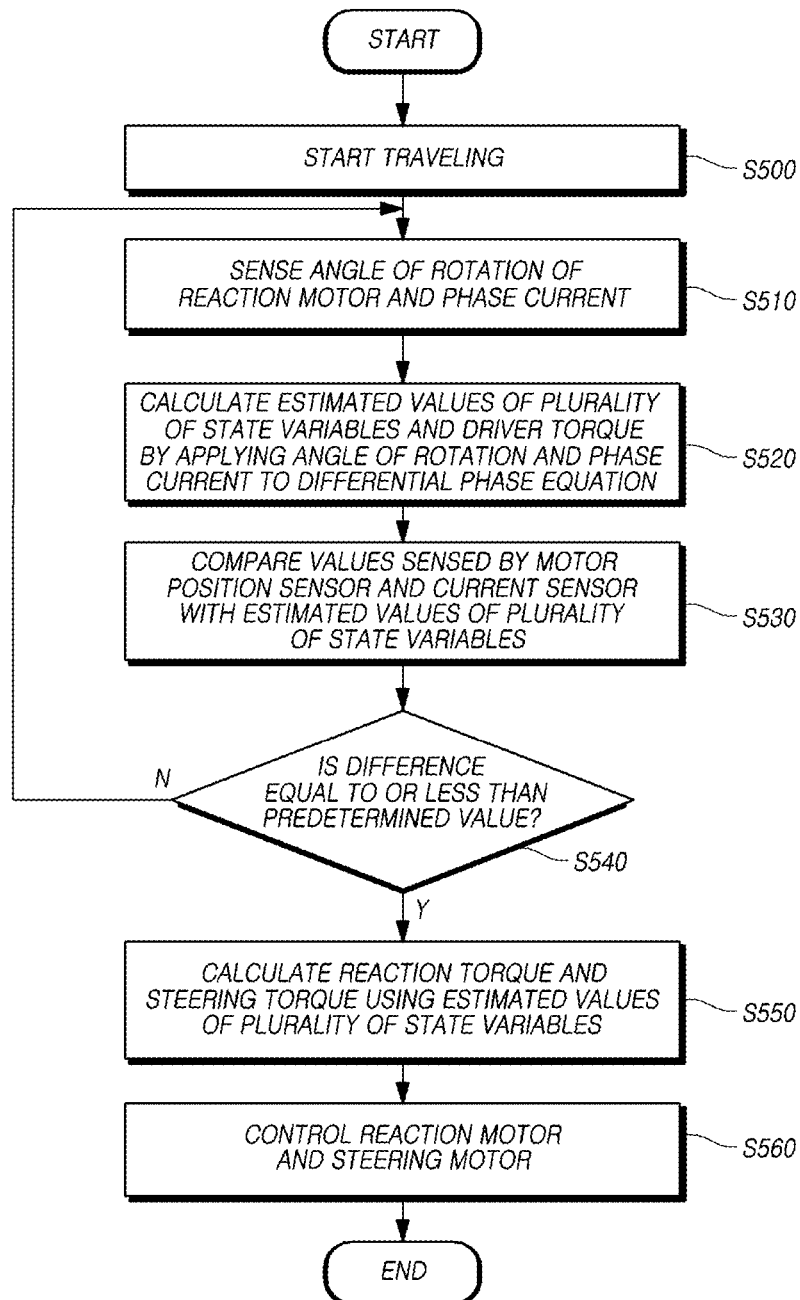 START
START TRAVELING
S500
SENSE ANGLE OF ROTATION OF
REACTION MOTOR AND PHASE CURRENT
S510
CALCULATE ESTIMATED VALUES OF PLURALITY
OF STATE VARIABLES AND DRIVER TORQUE
BY APPLYING ANGLE OF ROTATION AND PHASE
CURRENT TO DIFFERENTIAL PHASE EQUATION
S520
COMPARE VALUES SENSED BY MOTOR
POSITION SENSOR AND CURRENT SENSOR
WITH ESTIMATED VALUES OF PLURALITY
OF STATE VARIABLES
S530
N
IS DIFFERENCE
EQUAL TO OR LESS THAN
PREDETERMINED VALUE?
S540
Y
CALCULATE REACTION TORQUE AND
STEERING TORQUE USING ESTIMATED VALUES
OF PLURALITY OF STATE VARIABLES
S550
CONTROL REACTION MOTOR
AND STEERING MOTOR
S560
END